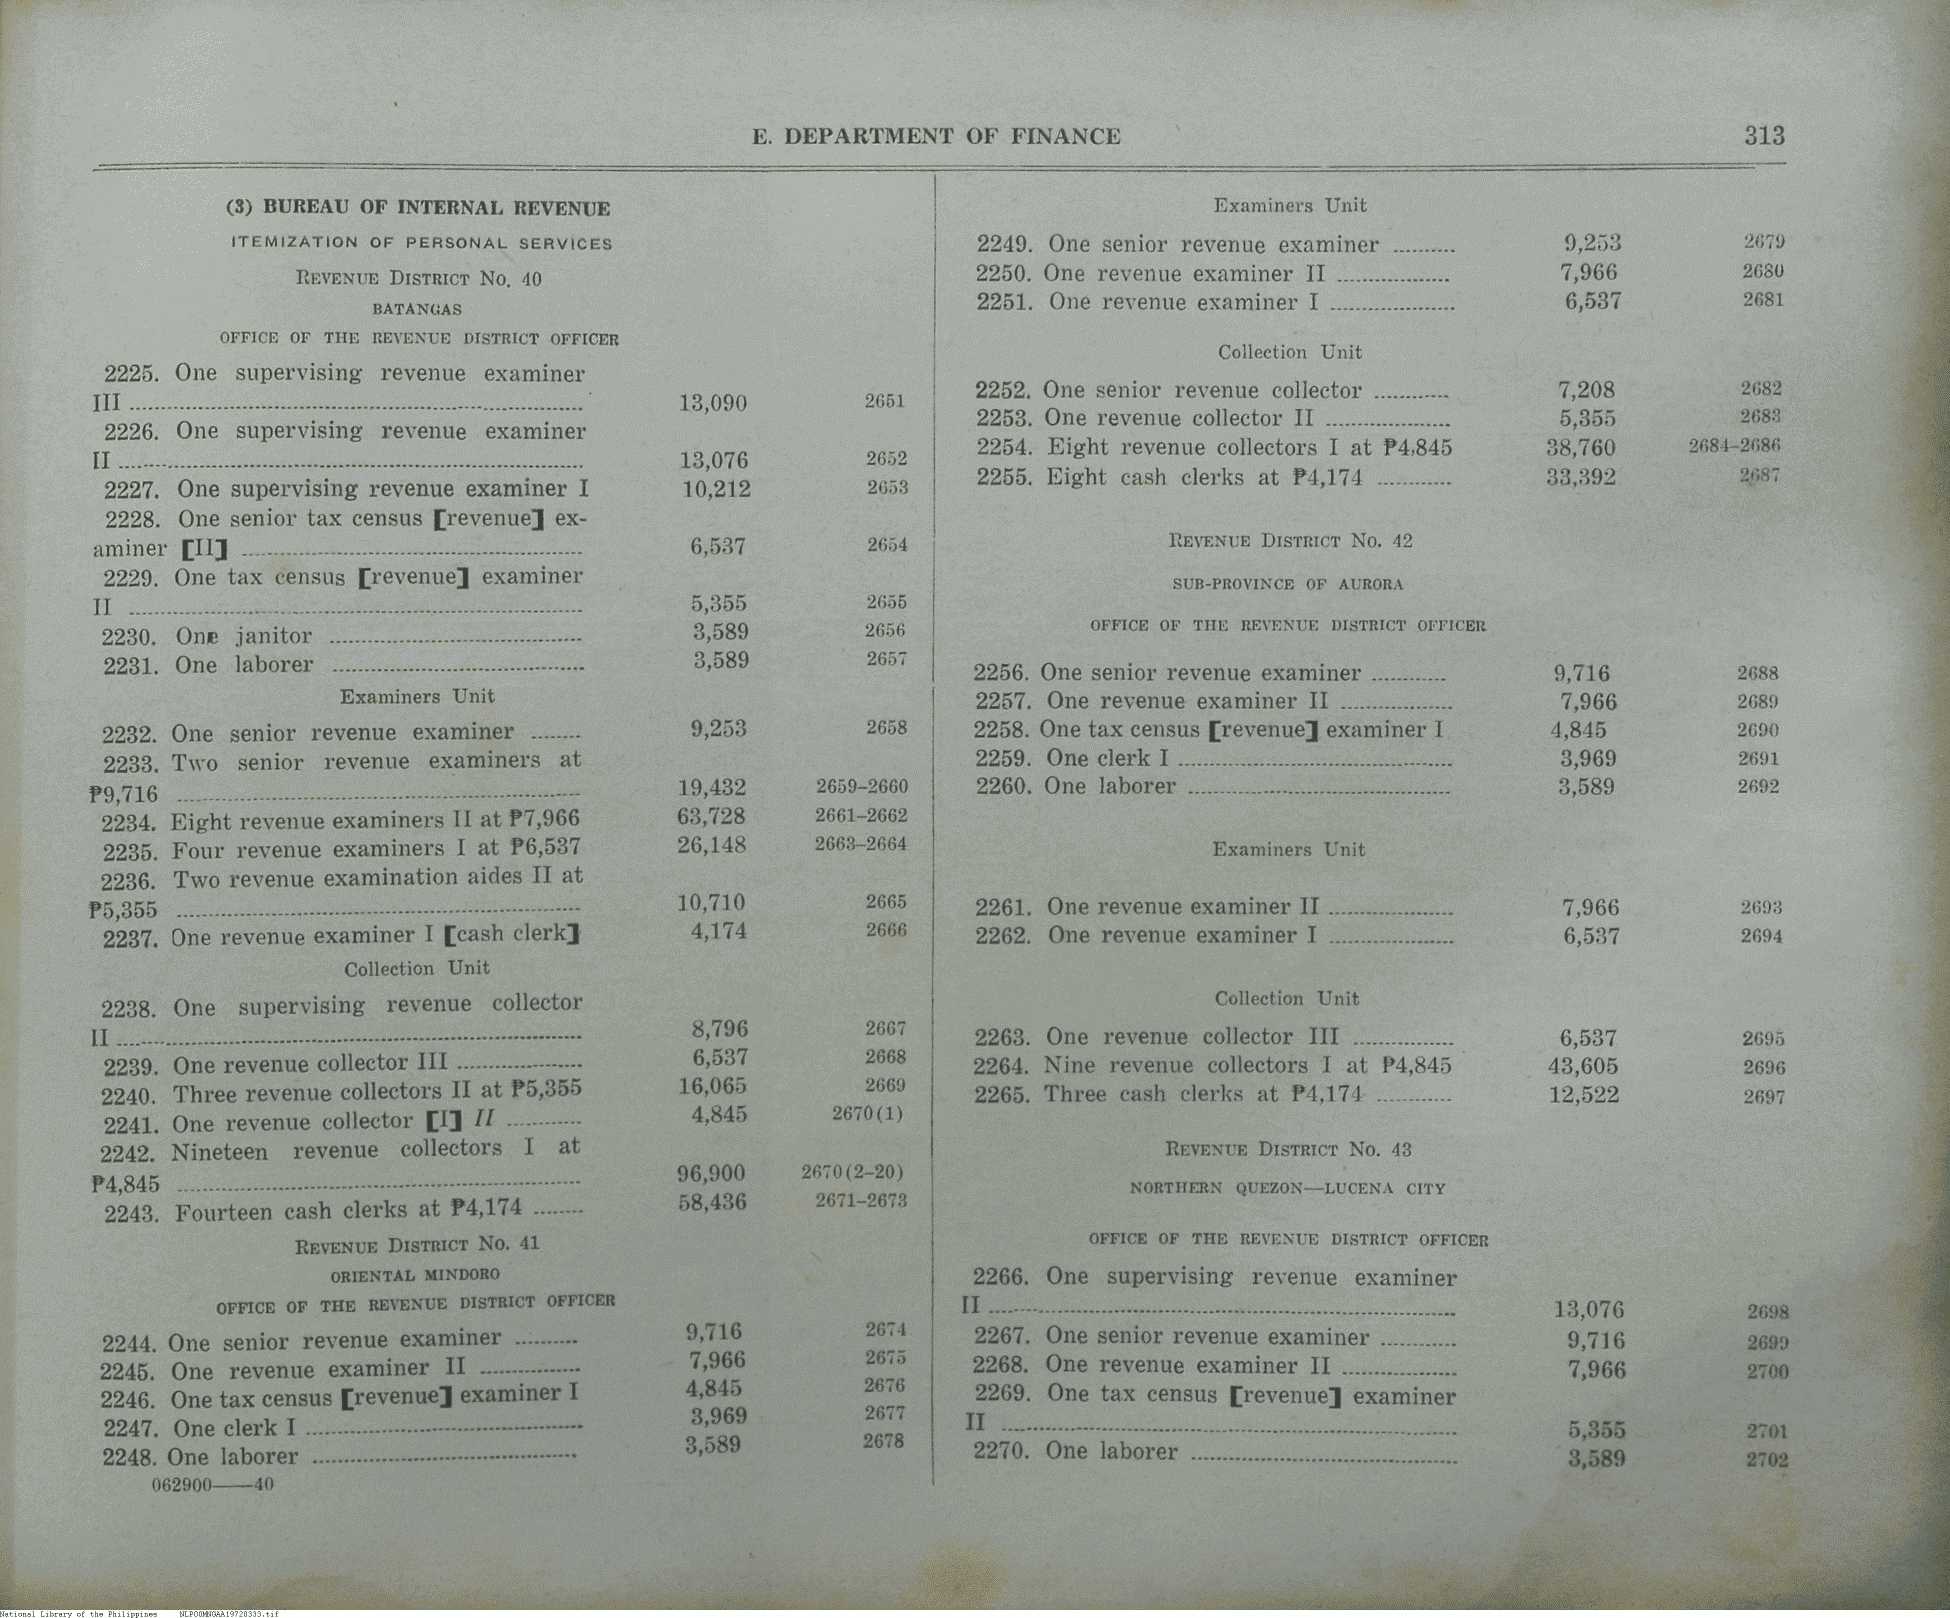 E. DEPARTMENT OF FINANCE 313
(3) BUREAU OF INTERNAL REVENUE
ITEMIZATION OF PERSONAL SERVICES
REVENUE DISTRICT NO. 40
BATANGAS
OFFICE OF THE REVENUE DISTRICT OFFICER
2225. One supervising revenue examiner
III 13,090 2651
2226. One supervising revenue examiner
II 13,076 2652
2227. One supervising revenue examiner I 10,212 2653
2228. One senior tax census [revenue] ex-
aminer [II] 6,537 2654
2229. One tax census [revenue] examiner
II 5,355 2655
2230. One janitor 3,589 2656
2231. One laborer 3,589 2657
Examiners Unit
2232. One senior revenue examiner 9,253 2658
2233. Two senior revenue examiners at
₱9,716 19,432 2659–2660
2234. Eight revenue examiners II at ₱7,966 63,728 2661–2662
2235. Four revenue examiners I at ₱6,537 26,148 2663–2664
2236. Two revenue examination aides II at
₱5,355 10,710 2665
2237. One revenue examiner I [cash clerk] 4,174 2666
Collection Unit
2238. One supervising revenue collector
II 8,796 2667
2239. One revenue collector III 6,537 2668
2240. Three revenue collectors II at ₱5,355 16,065 2669
2241. One revenue collector [I] II 4,845 2670(1)
2242. Nineteen revenue collectors I at
₱4,845 96,900 2670(2–20)
2243. Fourteen cash clerks at ₱4,174 58,436 2671–2673
REVENUE DISTRICT NO. 41
ORIENTAL MINDORO
OFFICE OF THE REVENUE DISTRICT OFFICER
2244. One senior revenue examiner 9,716 2674
2245. One revenue examiner II 7,966 2675
2246. One tax census [revenue] examiner I 4,845 2676
2247. One clerk I 3,969 2677
2248. One laborer 3,589 2678
062900——40
Examiners Unit
2249. One senior revenue examiner 9,253 2679
2250. One revenue examiner II 7,966 2680
2251. One revenue examiner I 6,537 2681
Collection Unit
2252. One senior revenue collector 7,208 2682
2253. One revenue collector II 5,355 2683
2254. Eight revenue collectors I at ₱4,845 38,760 2684–2686
2255. Eight cash clerks at ₱4,174 33,392 2687
REVENUE DISTRICT NO. 42
SUB-PROVINCE OF AURORA
OFFICE OF THE REVENUE DISTRICT OFFICER
2256. One senior revenue examiner 9,716 2688
2257. One revenue examiner II 7,966 2689
2258. One tax census [revenue] examiner I 4,845 2690
2259. One clerk I 3,969 2691
2260. One laborer 3,589 2692
Examiners Unit
2261. One revenue examiner II 7,966 2693
2262. One revenue examiner I 6,537 2694
Collection Unit
2263. One revenue collector III 6,537 2695
2264. Nine revenue collectors I at ₱4,845 43,605 2696
2265. Three cash clerks at ₱4,174 12,522 2697
REVENUE DISTRICT NO. 43
NORTHERN QUEZON—LUCENA CITY
OFFICE OF THE REVENUE DISTRICT OFFICER
2266. One supervising revenue examiner
II 13,076 2698
2267. One senior revenue examiner 9,716 2699
2268. One revenue examiner II 7,966 2700
2269. One tax census [revenue] examiner
II 5,355 2701
2270. One laborer 3,589 2702
National Library of the Philippines NLPO0MN0AA19728333.tif